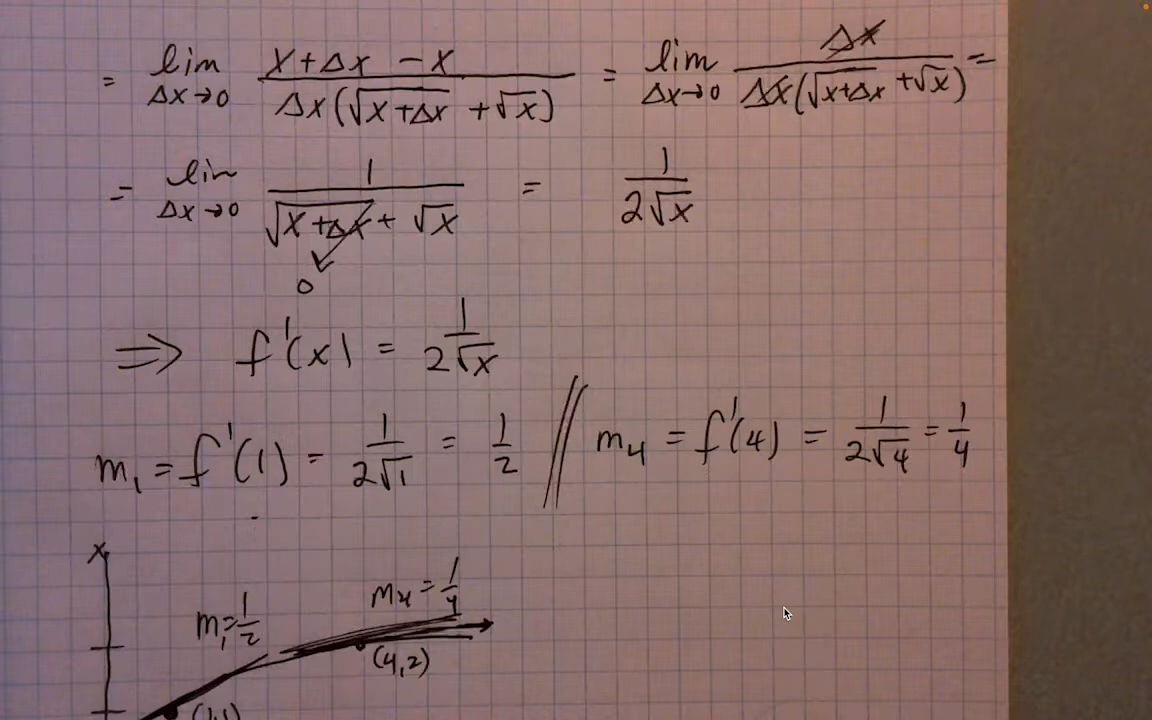 = lim Δx→0 (x+Δx -x)/(Δx(√(x+Δx) +√x)) = lim Δx→0 Δx/(Δx(√(x+Δx) +√x)) =
= lim Δx→0 1/(√(x+Δx) + √x) = 1/(2√x)
0
⇒ f'(x) = 1/(2√x)
m₁ = f'(1) = 1/(2√1) = 1/2 // m₄ = f'(4) = 1/(2√4) = 1/4
x
m₄ = 1/4
m₁ = 1/2
(4,2)
(1,1)